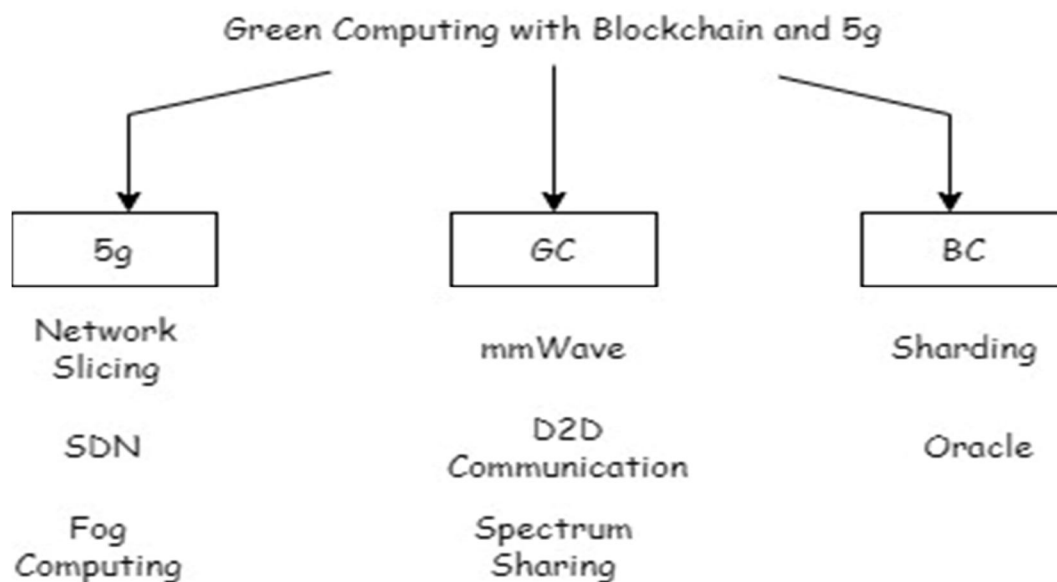 Green Computing with Blockchain and 5g
5g
GC
BC
Network
Slicing
mmWave
Sharding
SDN
D2D
Communication
Oracle
Fog
Computing
Spectrum
Sharing